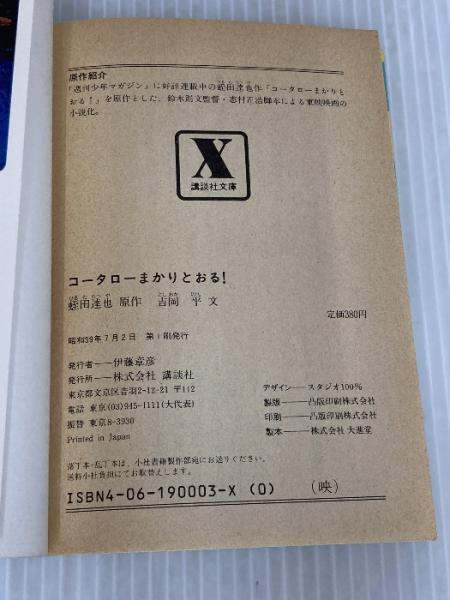 原作紹介
『週刊少年マガジン』に好評連載中の蛭田達也作『コータローまかりと
おる!』を原作とした、鈴木則文監督・志村正浩脚本による東映映画の
小説化。
X
講談社文庫
コータローまかりとおる!
蛭田達也 原作 吉岡 平 文
定価380円
昭和59年7月2日 第1刷発行
発行者──伊藤寿彦
発行所──株式会社 講談社
東京都文京区音羽2-12-21 〒112
電話 東京(03)945-1111(大代表)
振替 東京8-3930
Printed in Japan
デザイン──スタジオ100%
製版──凸版印刷株式会社
印刷──凸版印刷株式会社
製本──株式会社 大進堂
落丁本・乱丁本は、小社書籍製作部宛にお送りください。
送料小社負担にてお取替えします。
ISBN4-06-190003-X (0) (映)